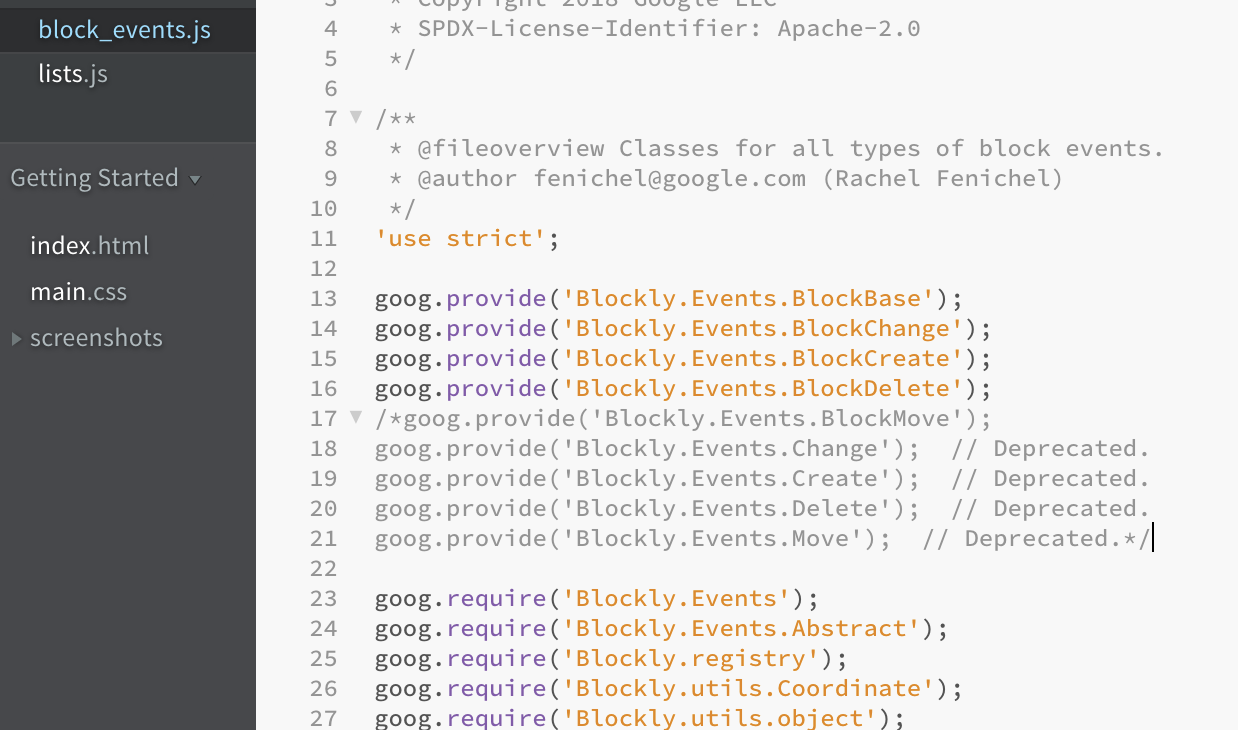 block_events.js
lists.js
Getting Started
index.html
main.css
screenshots
3 * Copyright 2018 Google LLC
4 * SPDX-License-Identifier: Apache-2.0
5 */
6
7 /**
8 * @fileoverview Classes for all types of block events.
9 * @author fenichel@google.com (Rachel Fenichel)
10 */
11 'use strict';
12
13 goog.provide('Blockly.Events.BlockBase');
14 goog.provide('Blockly.Events.BlockChange');
15 goog.provide('Blockly.Events.BlockCreate');
16 goog.provide('Blockly.Events.BlockDelete');
17 /*goog.provide('Blockly.Events.BlockMove');
18 goog.provide('Blockly.Events.Change');  // Deprecated.
19 goog.provide('Blockly.Events.Create');  // Deprecated.
20 goog.provide('Blockly.Events.Delete');  // Deprecated.
21 goog.provide('Blockly.Events.Move');  // Deprecated.*/
22
23 goog.require('Blockly.Events');
24 goog.require('Blockly.Events.Abstract');
25 goog.require('Blockly.registry');
26 goog.require('Blockly.utils.Coordinate');
27 goog.require('Blockly.utils.object');